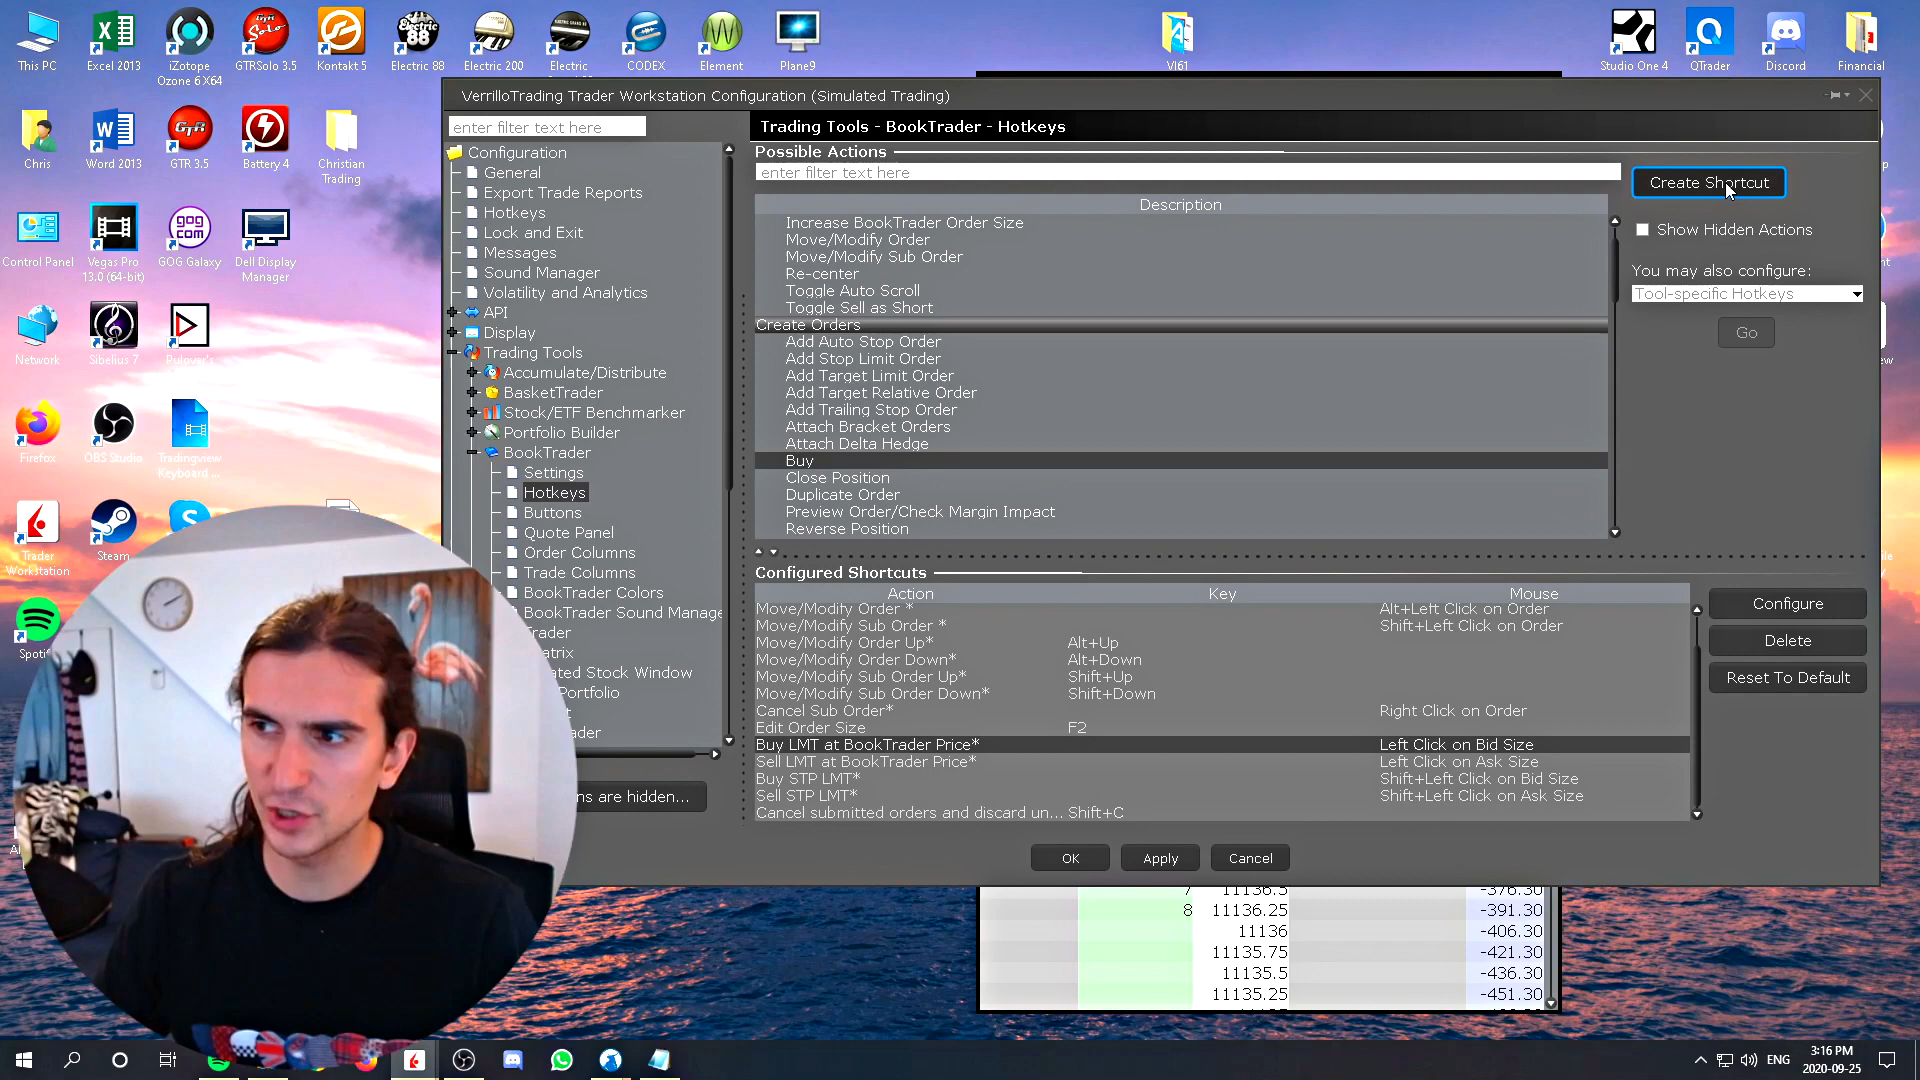 This PC
Excel 2013
iZotope
Ozone 6 X64
GTRSolo 3.5
Kontakt 5
Electric 88
Electric 200
Electric
CODEX
Element
Plane9
VI61
Studio One 4
QTrader
Discord
Financial
Chris
Word 2013
GTR 3.5
Battery 4
Christian
Trading
Control Panel
Vegas Pro
13.0 (64-bit)
GOG Galaxy
Dell Display
Manager
Network
Sibelius 7
Pulover's
Firefox
OBS Studio
Tradingview
Keyboard ...
Trader
Workstation
Steam
Spotif
VerrilloTrading Trader Workstation Configuration (Simulated Trading)
enter filter text here
Configuration
General
Export Trade Reports
Hotkeys
Lock and Exit
Messages
Sound Manager
Volatility and Analytics
API
Display
Trading Tools
Accumulate/Distribute
BasketTrader
Stock/ETF Benchmarker
Portfolio Builder
BookTrader
Settings
Hotkeys
Buttons
Quote Panel
Order Columns
Trade Columns
BookTrader Colors
BookTrader Sound Manage
rader
atrix
ated Stock Window
Portfolio
t
ader
ns are hidden...
Trading Tools - BookTrader - Hotkeys
Possible Actions
enter filter text here
Description
Increase BookTrader Order Size
Move/Modify Order
Move/Modify Sub Order
Re-center
Toggle Auto Scroll
Toggle Sell as Short
Create Orders
Add Auto Stop Order
Add Stop Limit Order
Add Target Limit Order
Add Target Relative Order
Add Trailing Stop Order
Attach Bracket Orders
Attach Delta Hedge
Buy
Close Position
Duplicate Order
Preview Order/Check Margin Impact
Reverse Position
Create Shortcut
Show Hidden Actions
You may also configure:
Tool-specific Hotkeys
Go
Configured Shortcuts
Action Key Mouse
Move/Modify Order * Alt+Left Click on Order
Move/Modify Sub Order * Shift+Left Click on Order
Move/Modify Order Up* Alt+Up
Move/Modify Order Down* Alt+Down
Move/Modify Sub Order Up* Shift+Up
Move/Modify Sub Order Down* Shift+Down
Cancel Sub Order* Right Click on Order
Edit Order Size F2
Buy LMT at BookTrader Price* Left Click on Bid Size
Sell LMT at BookTrader Price* Left Click on Ask Size
Buy STP LMT* Shift+Left Click on Bid Size
Sell STP LMT* Shift+Left Click on Ask Size
Cancel submitted orders and discard un... Shift+C
Configure
Delete
Reset To Default
OK
Apply
Cancel
7 11136.5 -376.30
8 11136.25 -391.30
11136 -406.30
11135.75 -421.30
11135.5 -436.30
11135.25 -451.30
ENG
3:16 PM
2020-09-25